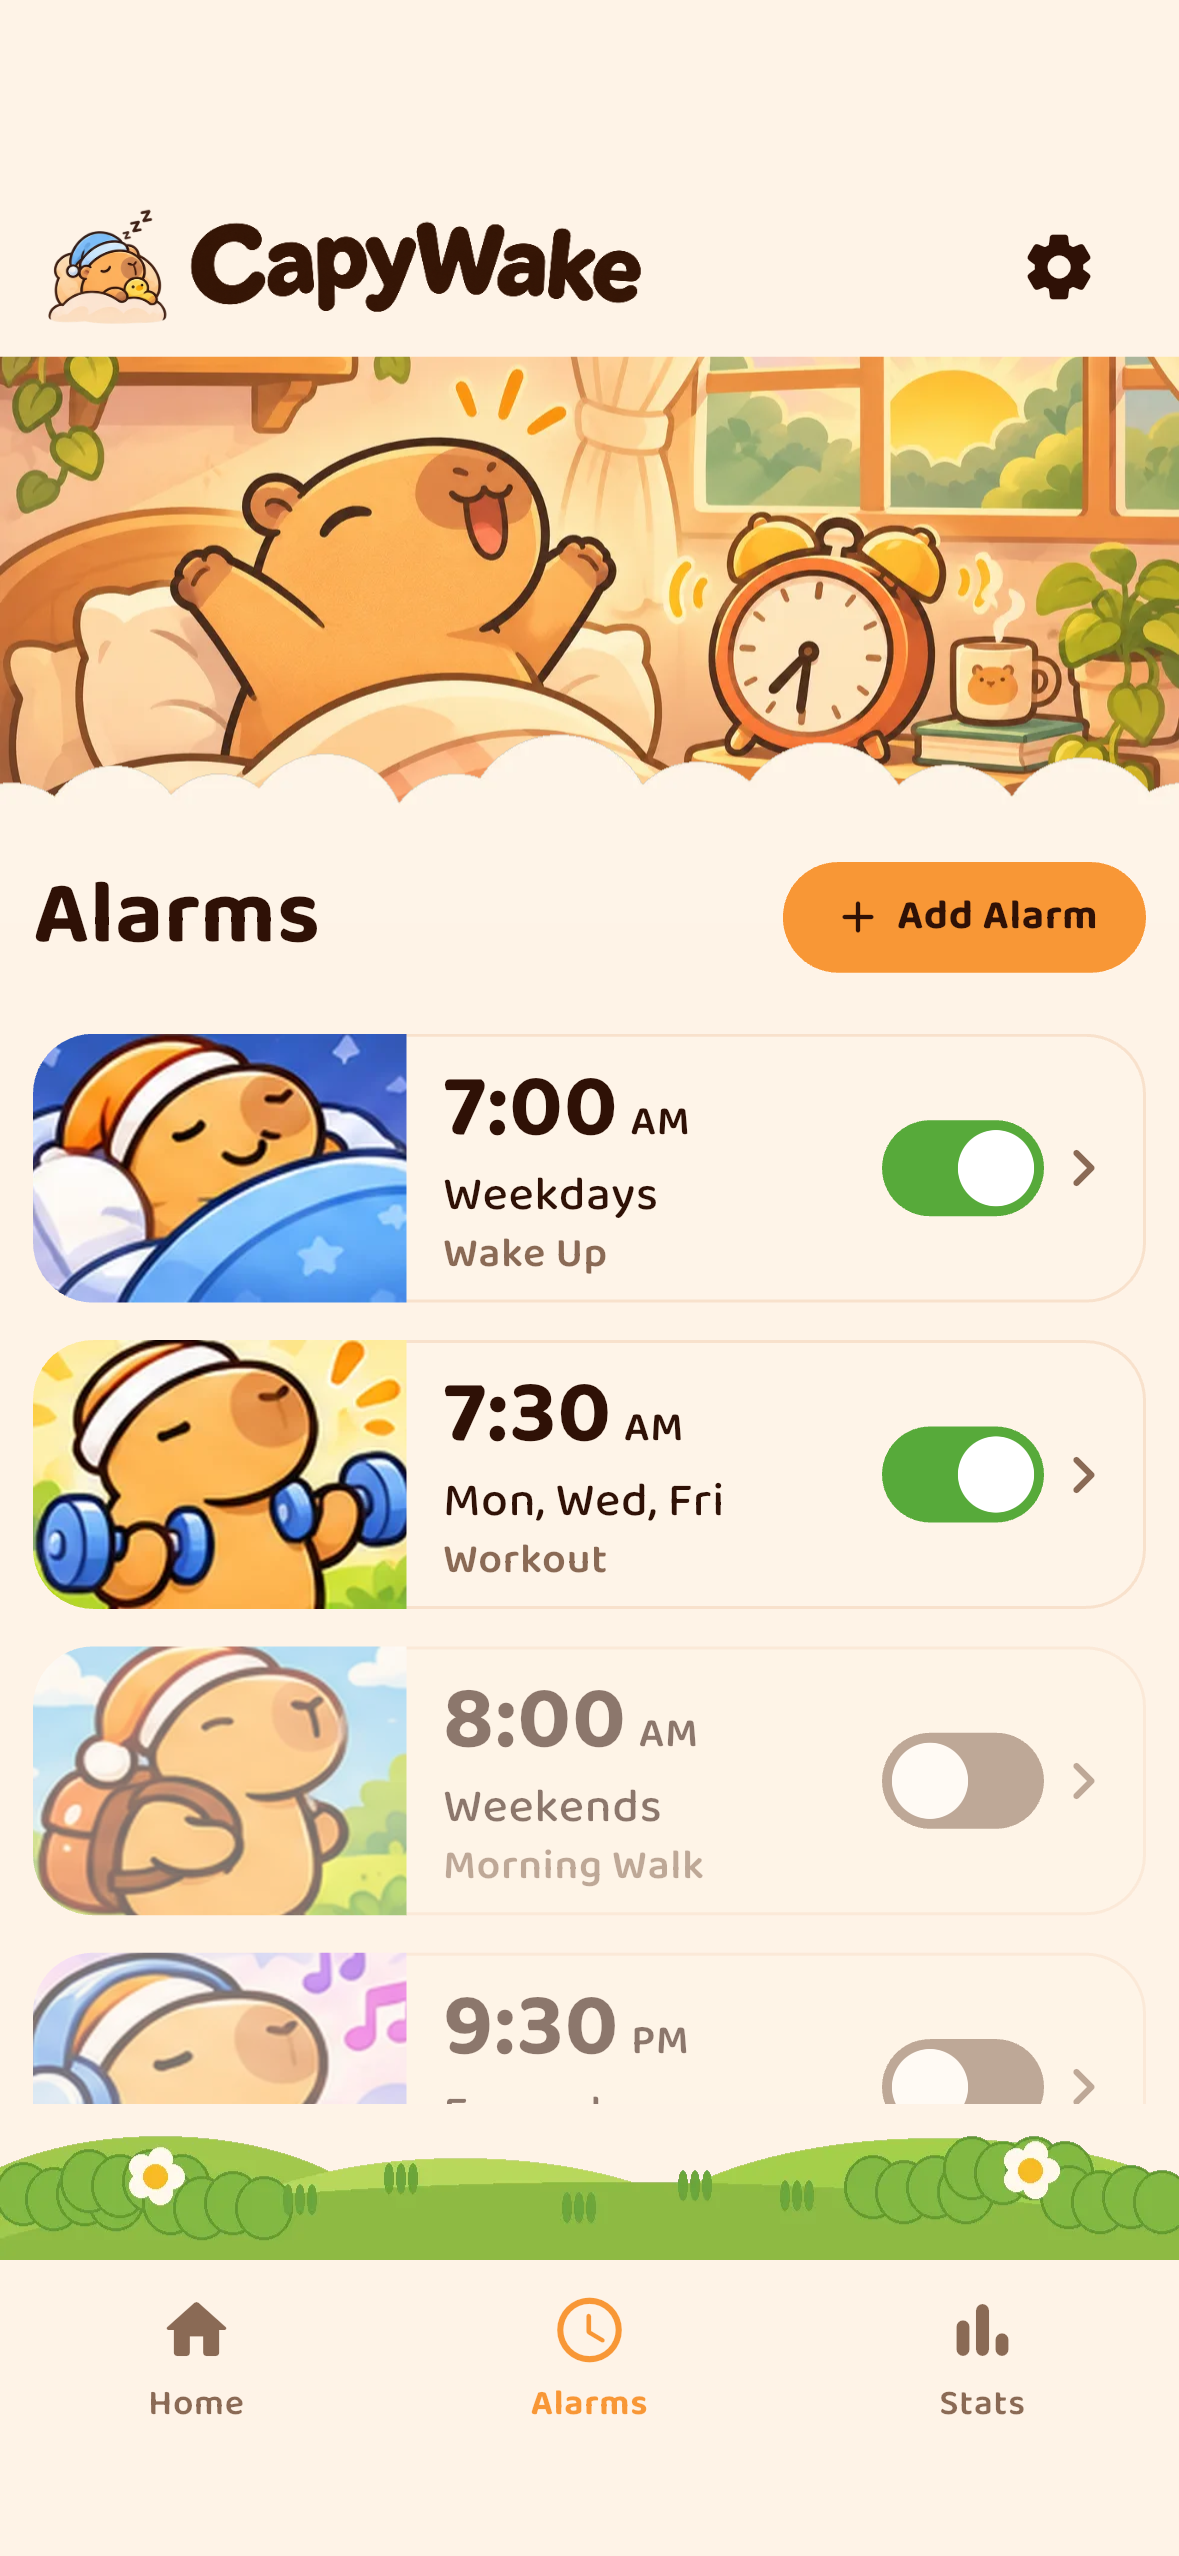 zzz
CapyWake
Alarms
+ Add Alarm
7:00 AM
Weekdays
Wake Up
7:30 AM
Mon, Wed, Fri
Workout
8:00 AM
Weekends
Morning Walk
9:30 PM
Home
Alarms
Stats